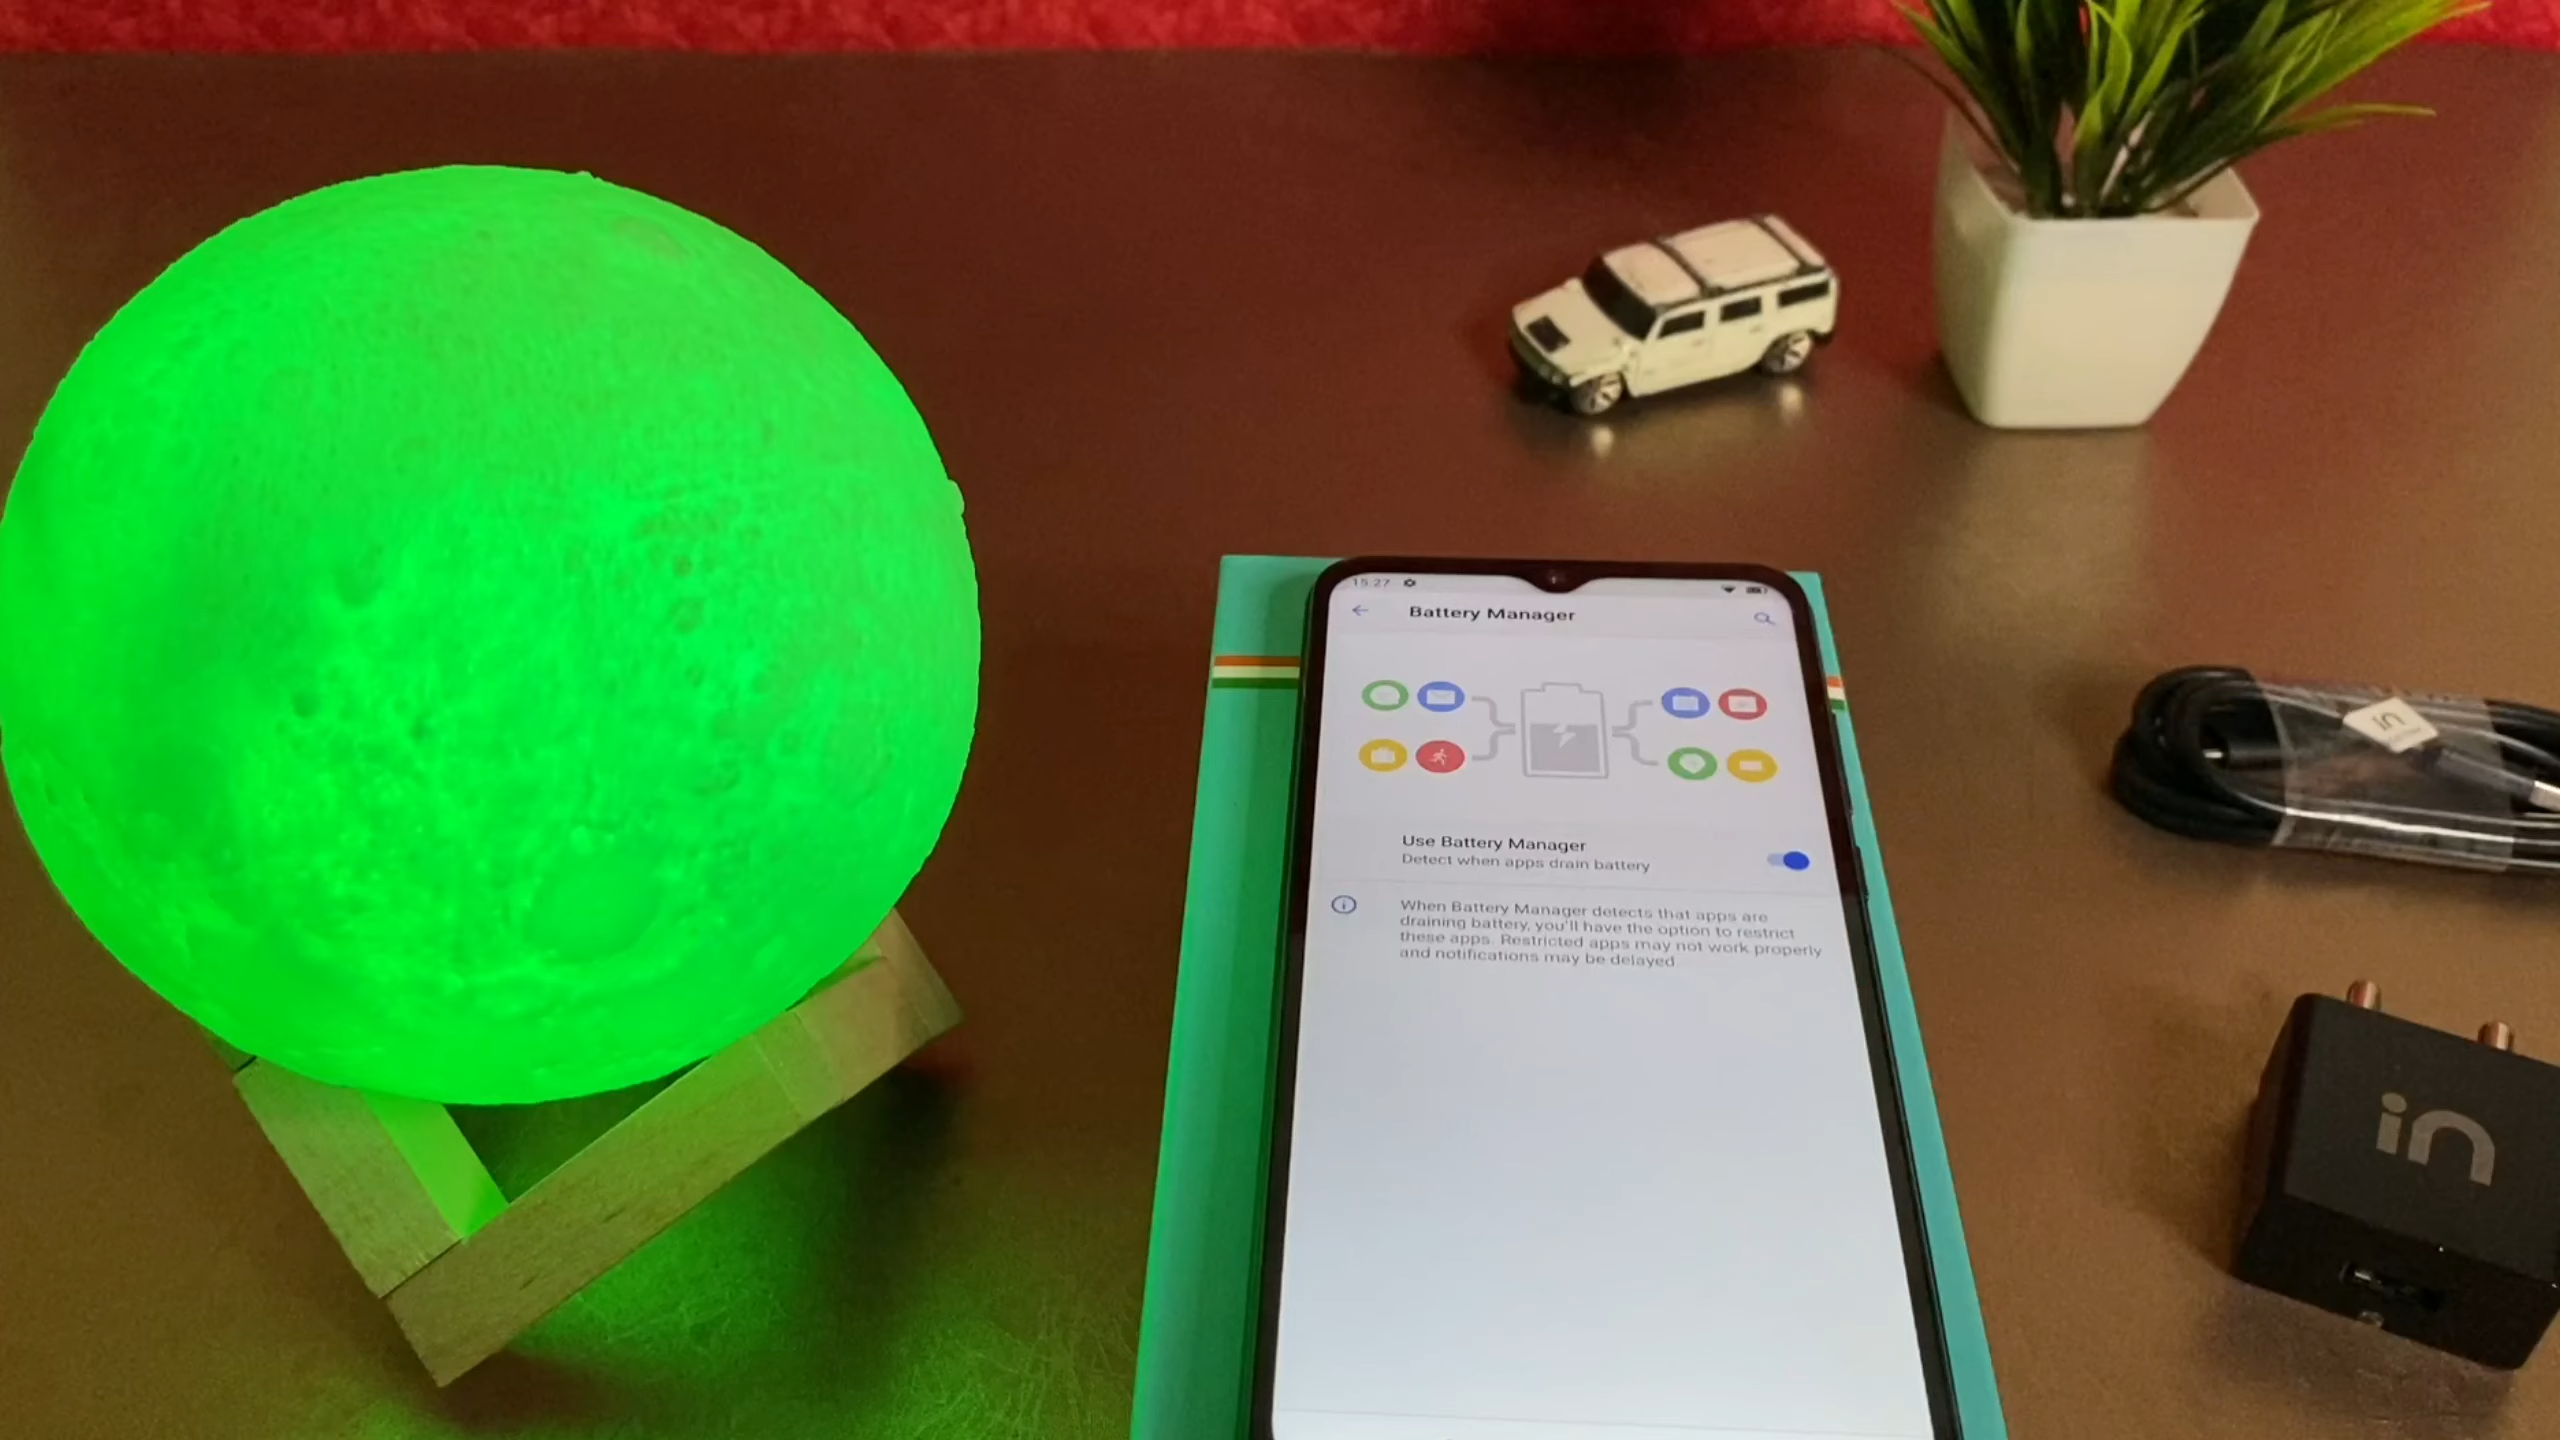 15:27
Battery Manager
Use Battery Manager
Detect when apps drain battery
When Battery Manager detects that apps are
draining battery, you'll have the option to restrict
these apps. Restricted apps may not work properly
and notifications may be delayed.
in
in